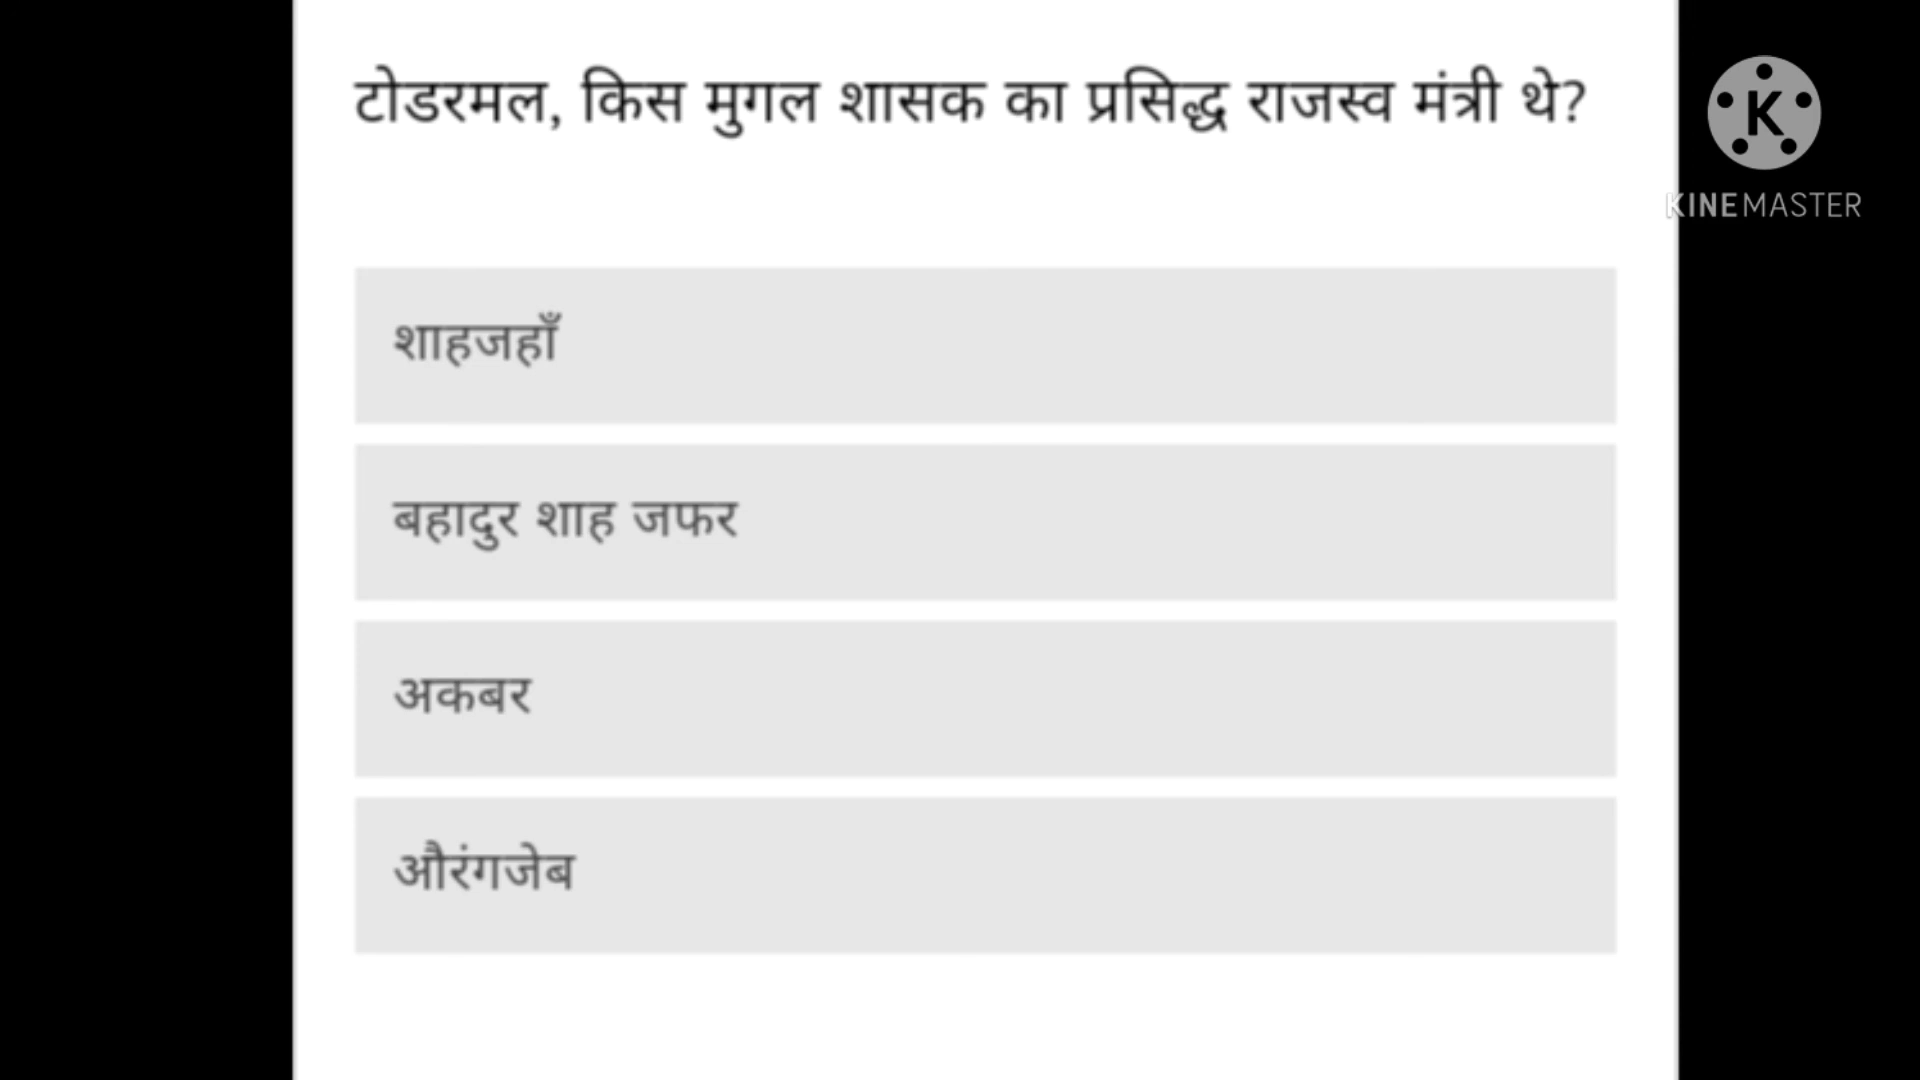 टोडरमल, किस मुगल शासक का प्रसिद्ध राजस्व मंत्री थे?
K
KINEMASTER
शाहजहाँ
बहादुर शाह जफर
अकबर
औरंगजेब